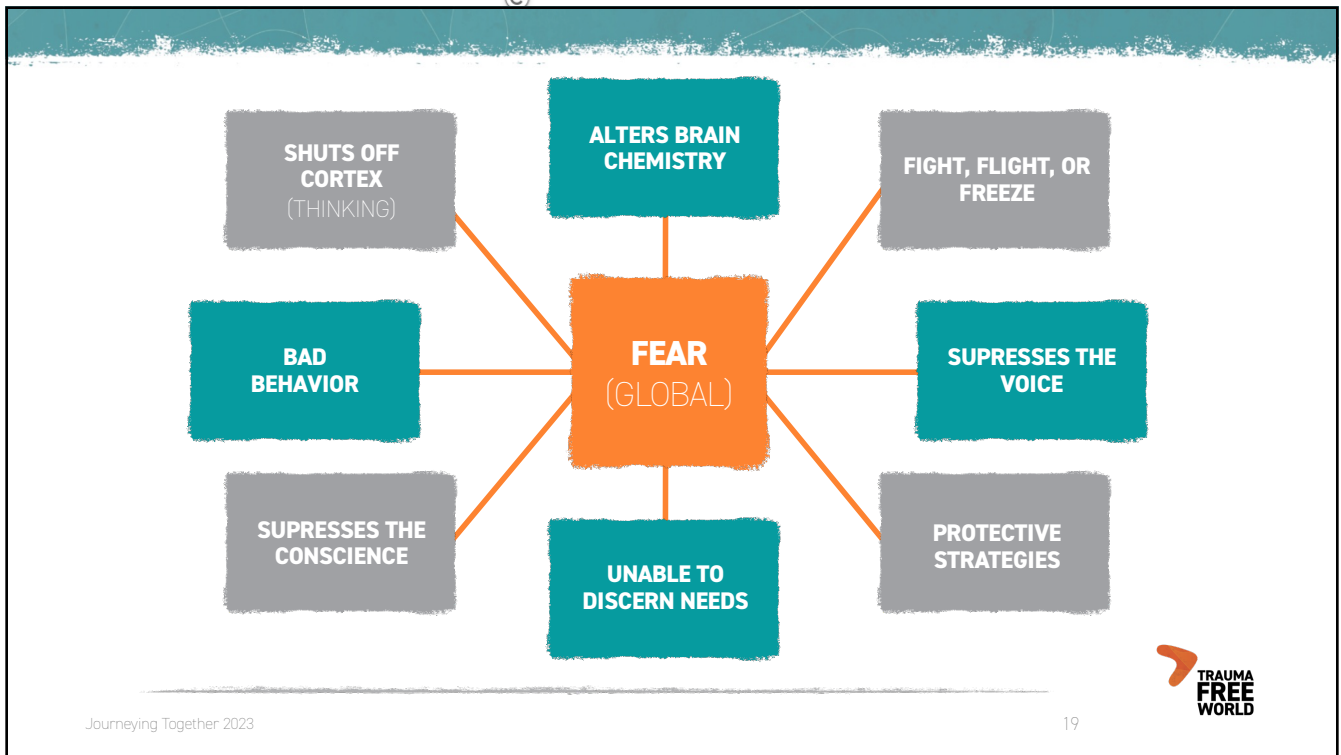 (C)
SHUTS OFF
CORTEX
(THINKING)
ALTERS BRAIN
CHEMISTRY
FIGHT, FLIGHT, OR
FREEZE
BAD
BEHAVIOR
FEAR
(GLOBAL)
SUPRESSES THE
VOICE
SUPRESSES THE
CONSCIENCE
UNABLE TO
DISCERN NEEDS
PROTECTIVE
STRATEGIES
Journeying Together 2023
19
TRAUMA
FREE
WORLD